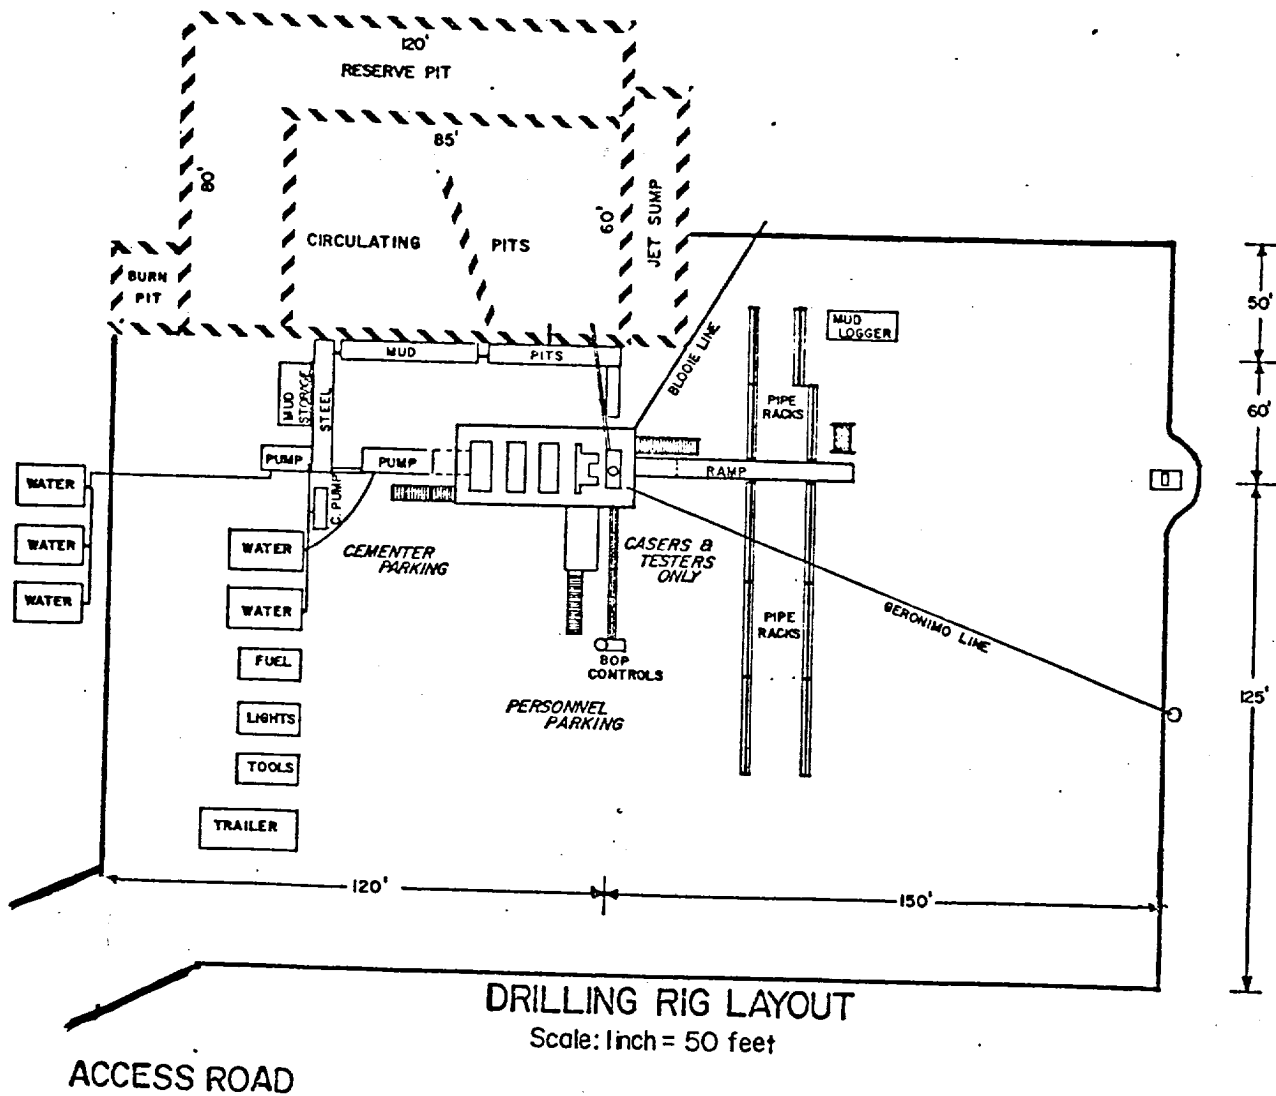 120'
RESERVE PIT
85'
80'
60'
CIRCULATING
PITS
JET SUMP
BURN
PIT
50'
MUD
LOGGER
MUD
PITS
BLOOIE LINE
MUD
STORAGE
STEEL
PIPE
RACKS
60'
PUMP
PUMP
RAMP
WATER
C. PUMP
WATER
WATER
CEMENTER
PARKING
CASERS &
TESTERS
ONLY
WATER
WATER
GERONIMO LINE
PIPE
RACKS
FUEL
BOP
CONTROLS
125'
LIGHTS
PERSONNEL
PARKING
TOOLS
TRAILER
120'
150'
DRILLING RIG LAYOUT
Scale: 1inch = 50 feet
ACCESS ROAD